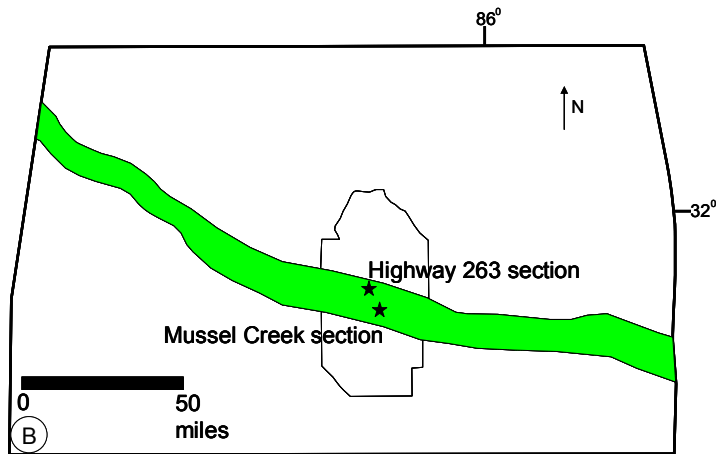 86⁰
N
32⁰
Highway 263 section
Mussel Creek section
0 50
miles
B